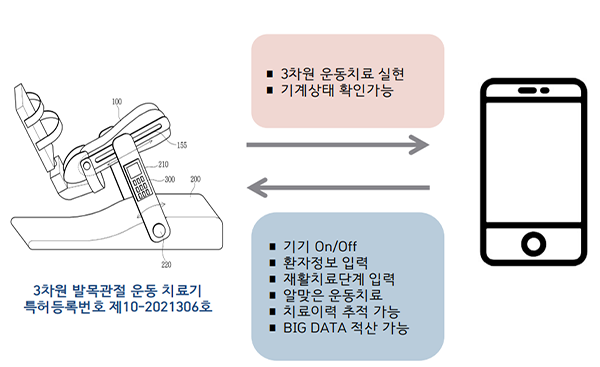 3차원 운동치료 실현
기계상태 확인가능
100
155
210
300
200
220
기기 On/Off
환자정보 입력
재활치료단계 입력
알맞은 운동치료
치료이력 추적 가능
BIG DATA 적산 가능
3차원 발목관절 운동 치료기
특허등록번호 제10-2021306호